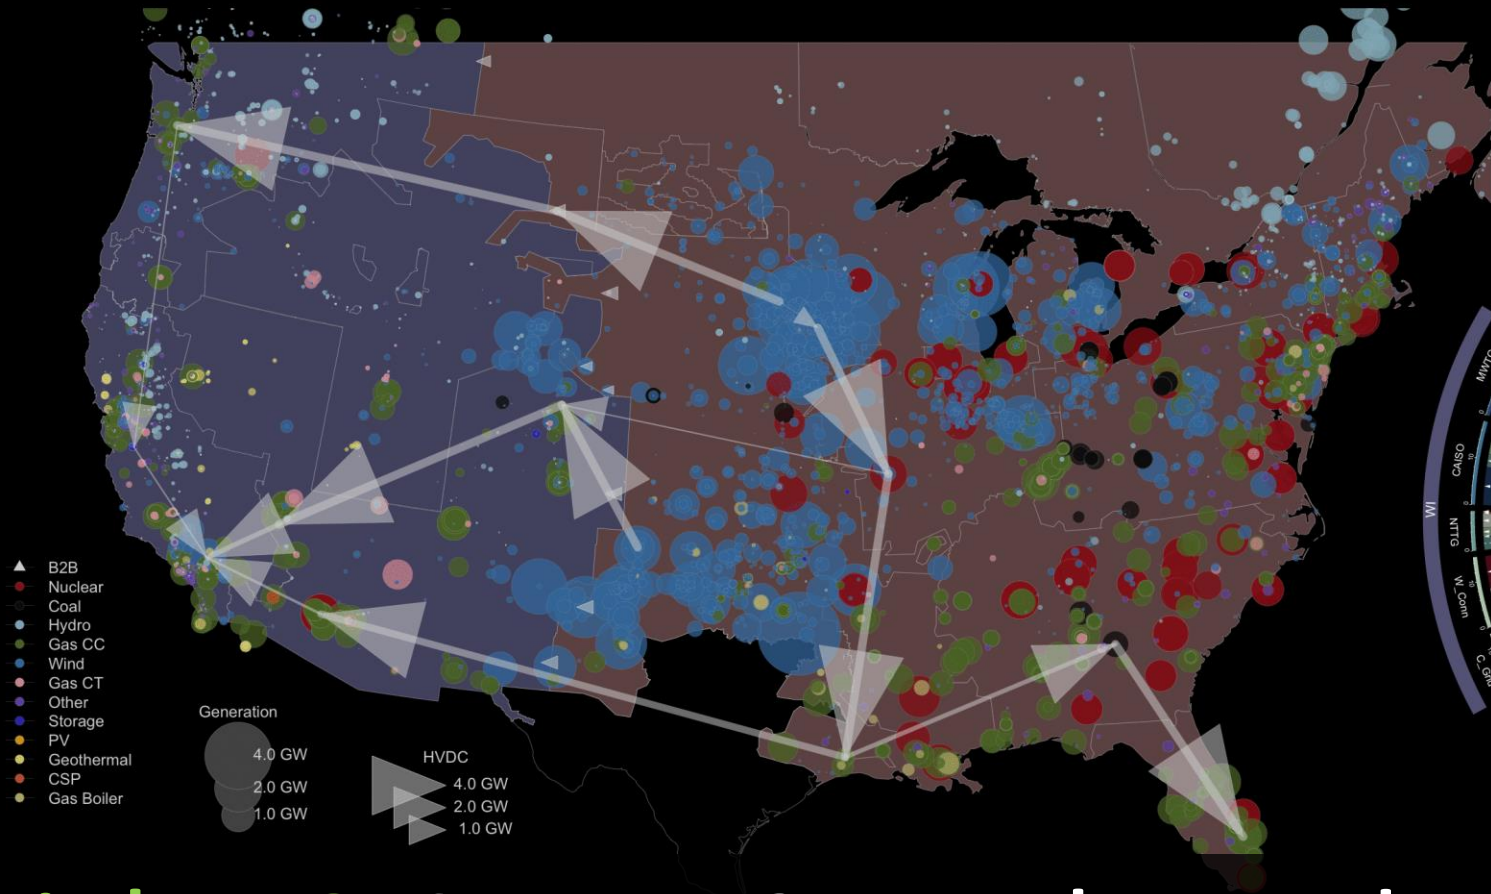 B2B
Nuclear
Coal
Hydro
Gas CC
Wind
Gas CT
Other
Storage
PV
Geothermal
CSP
Gas Boiler
Generation
4.0 GW
2.0 GW
1.0 GW
HVDC
4.0 GW
2.0 GW
1.0 GW
WI
CAISO
NTTG
W_Conn